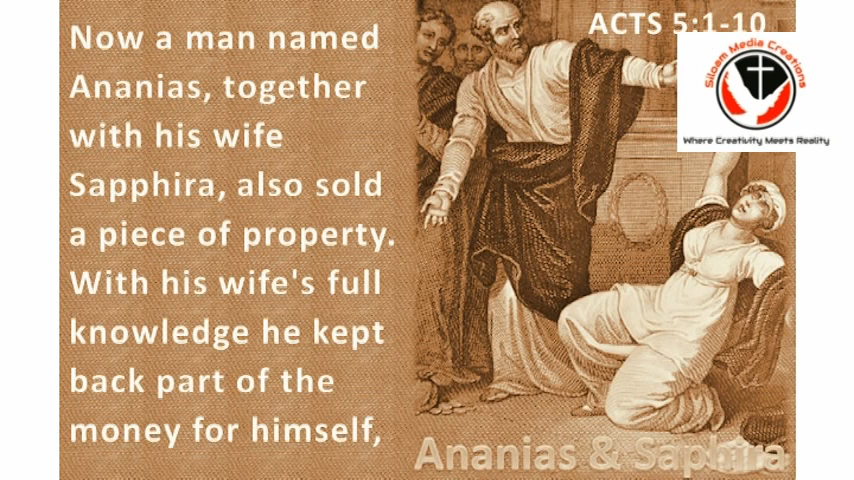 Now a man named
Ananias, together
with his wife
Sapphira, also sold
a piece of property.
With his wife's full
knowledge he kept
back part of the
money for himself,
ACTS 5:1-10
Siloam Media Creations
Where Creativity Meets Reality
Ananias & Saphira